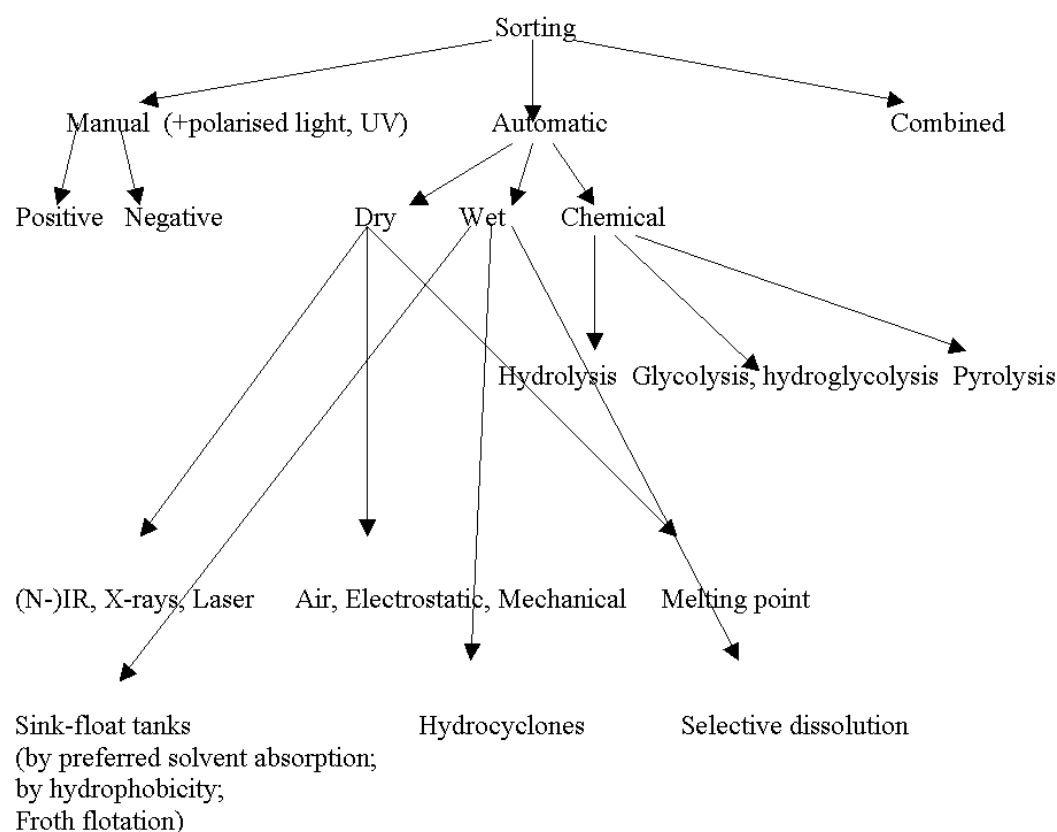 Sorting
Manual (+polarised light, UV) Automatic Combined
Positive Negative Dry Wet Chemical
Hydrolysis Glycolysis, hydroglycolysis Pyrolysis
(N-)IR, X-rays, Laser Air, Electrostatic, Mechanical Melting point
Sink-float tanks Hydrocyclones Selective dissolution
(by preferred solvent absorption;
by hydrophobicity;
Froth flotation)